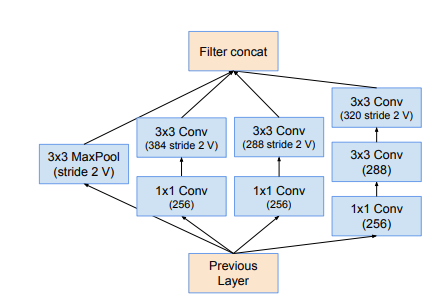 Filter concat
3x3 Conv
(320 stride 2 V)
3x3 Conv
(384 stride 2 V)
3x3 Conv
(288 stride 2 V)
3x3 MaxPool
(stride 2 V)
3x3 Conv
(288)
1x1 Conv
(256)
1x1 Conv
(256)
1x1 Conv
(256)
Previous
Layer